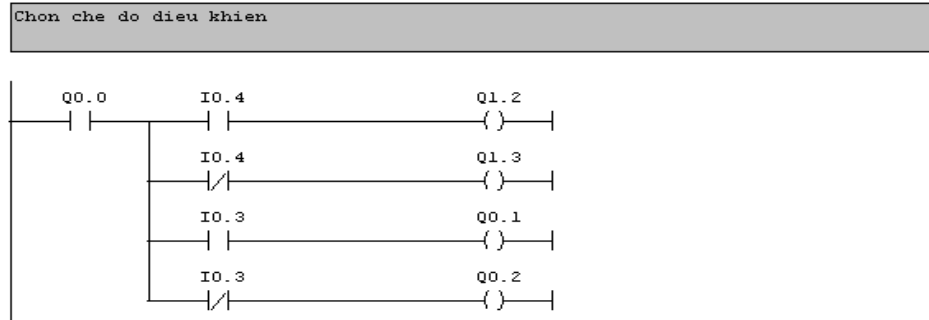 Chon che do dieu khien
Q0.0 I0.4 Q1.2
I0.4 Q1.3
I0.3 Q0.1
I0.3 Q0.2